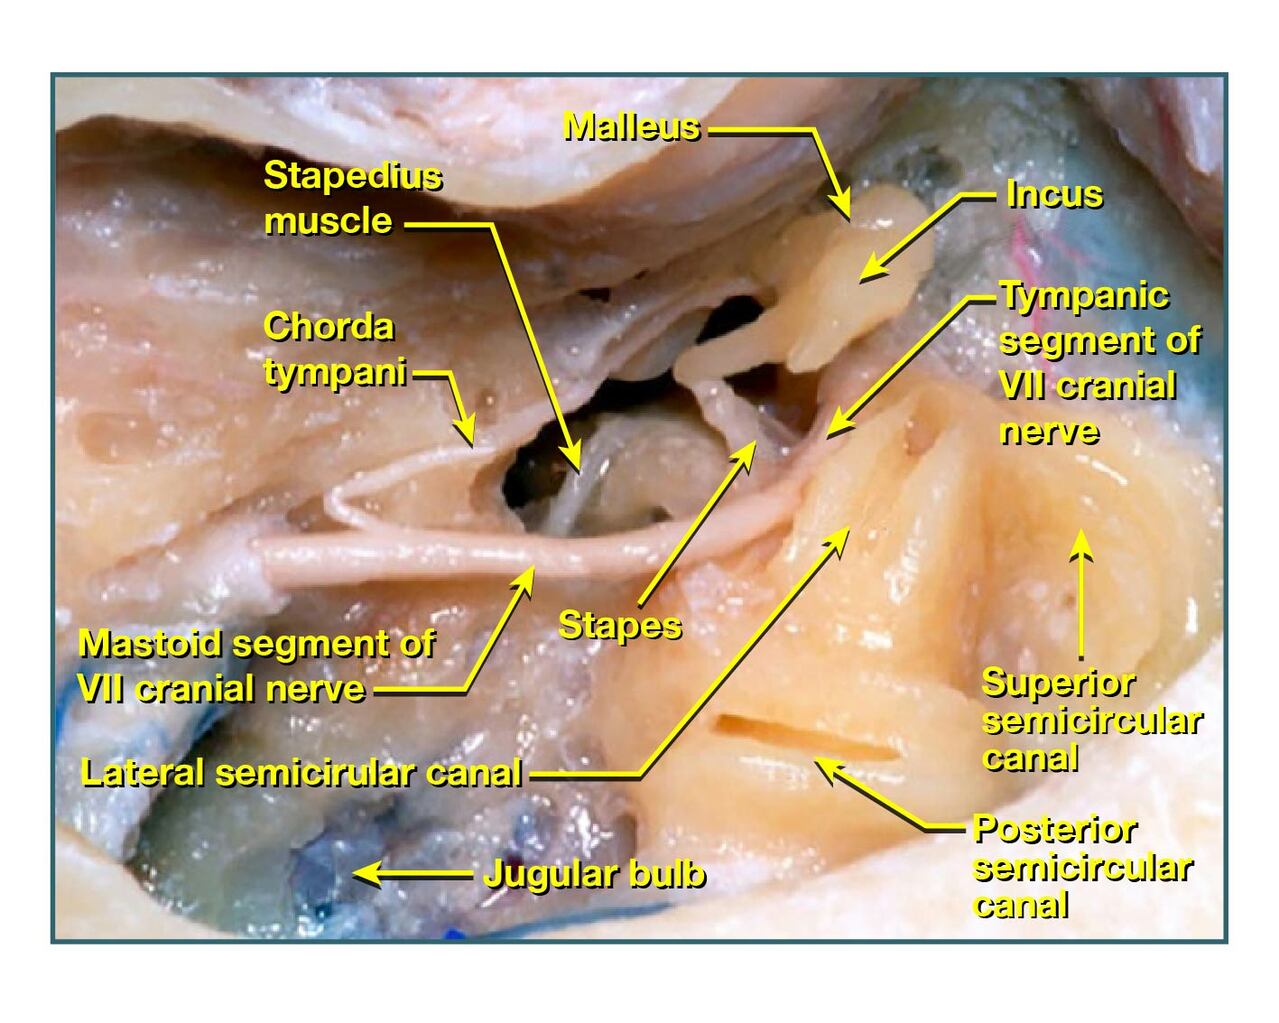 Malleus
Stapedius
muscle
Incus
Tympanic
segment of
VII cranial
nerve
Chorda
tympani
Stapes
Mastoid segment of
VII cranial nerve
Superior
semicircular
canal
Lateral semicirular canal
Posterior
semicircular
canal
Jugular bulb